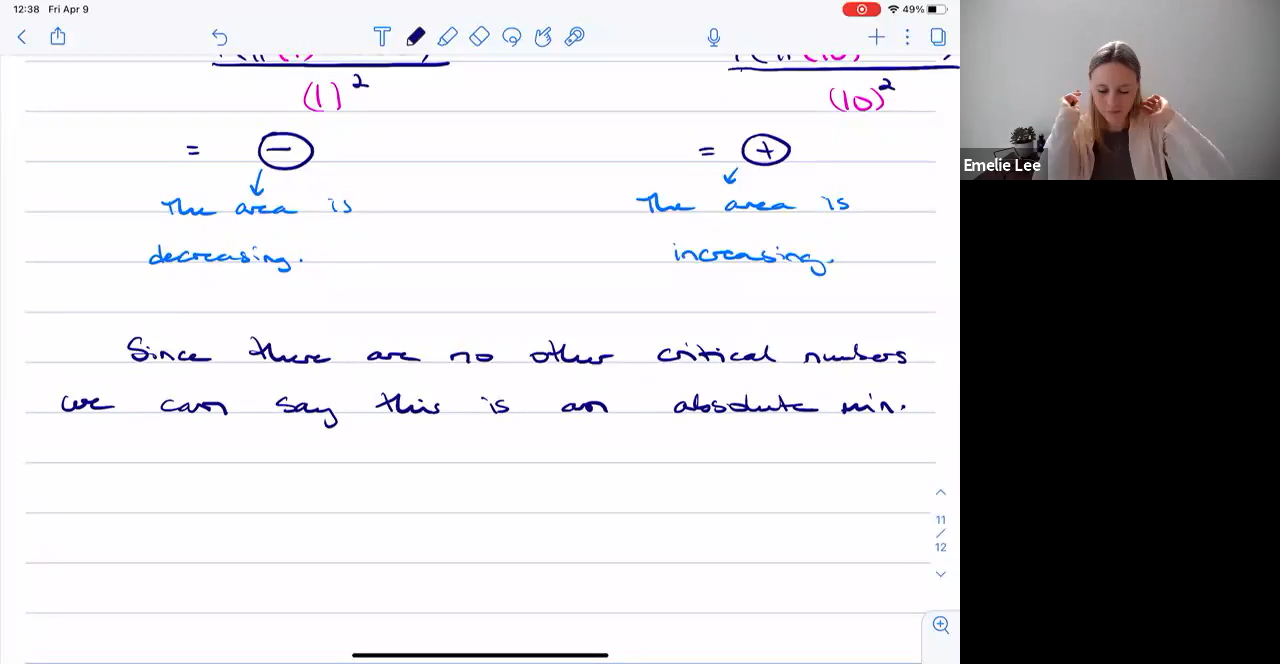 12:38 Fri Apr 9
49%
T
(1)² (10)²
= − = +
The area is The area is
decreasing. increasing.
Since there are no other critical numbers
we can say this is an absolute min.
11
/
12
Emelie Lee